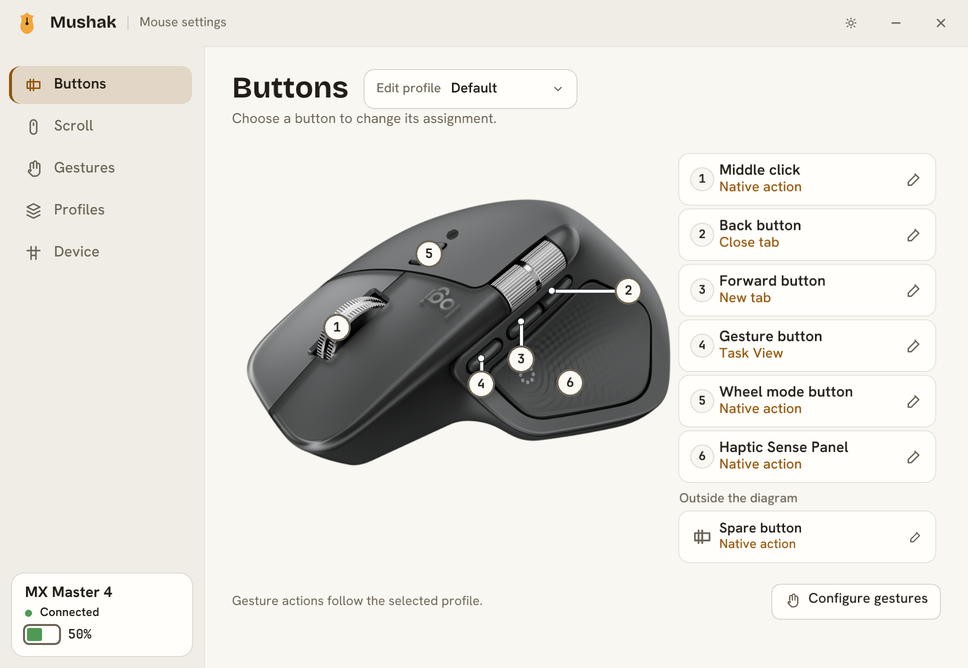 Mushak
Mouse settings
Buttons
Scroll
Gestures
Profiles
Device
MX Master 4
Connected
50%
Buttons
Edit profile Default
Choose a button to change its assignment.
logi
5
1
2
3
4
6
1 Middle click
Native action
2 Back button
Close tab
3 Forward button
New tab
4 Gesture button
Task View
5 Wheel mode button
Native action
6 Haptic Sense Panel
Native action
Outside the diagram
Spare button
Native action
Gesture actions follow the selected profile.
Configure gestures